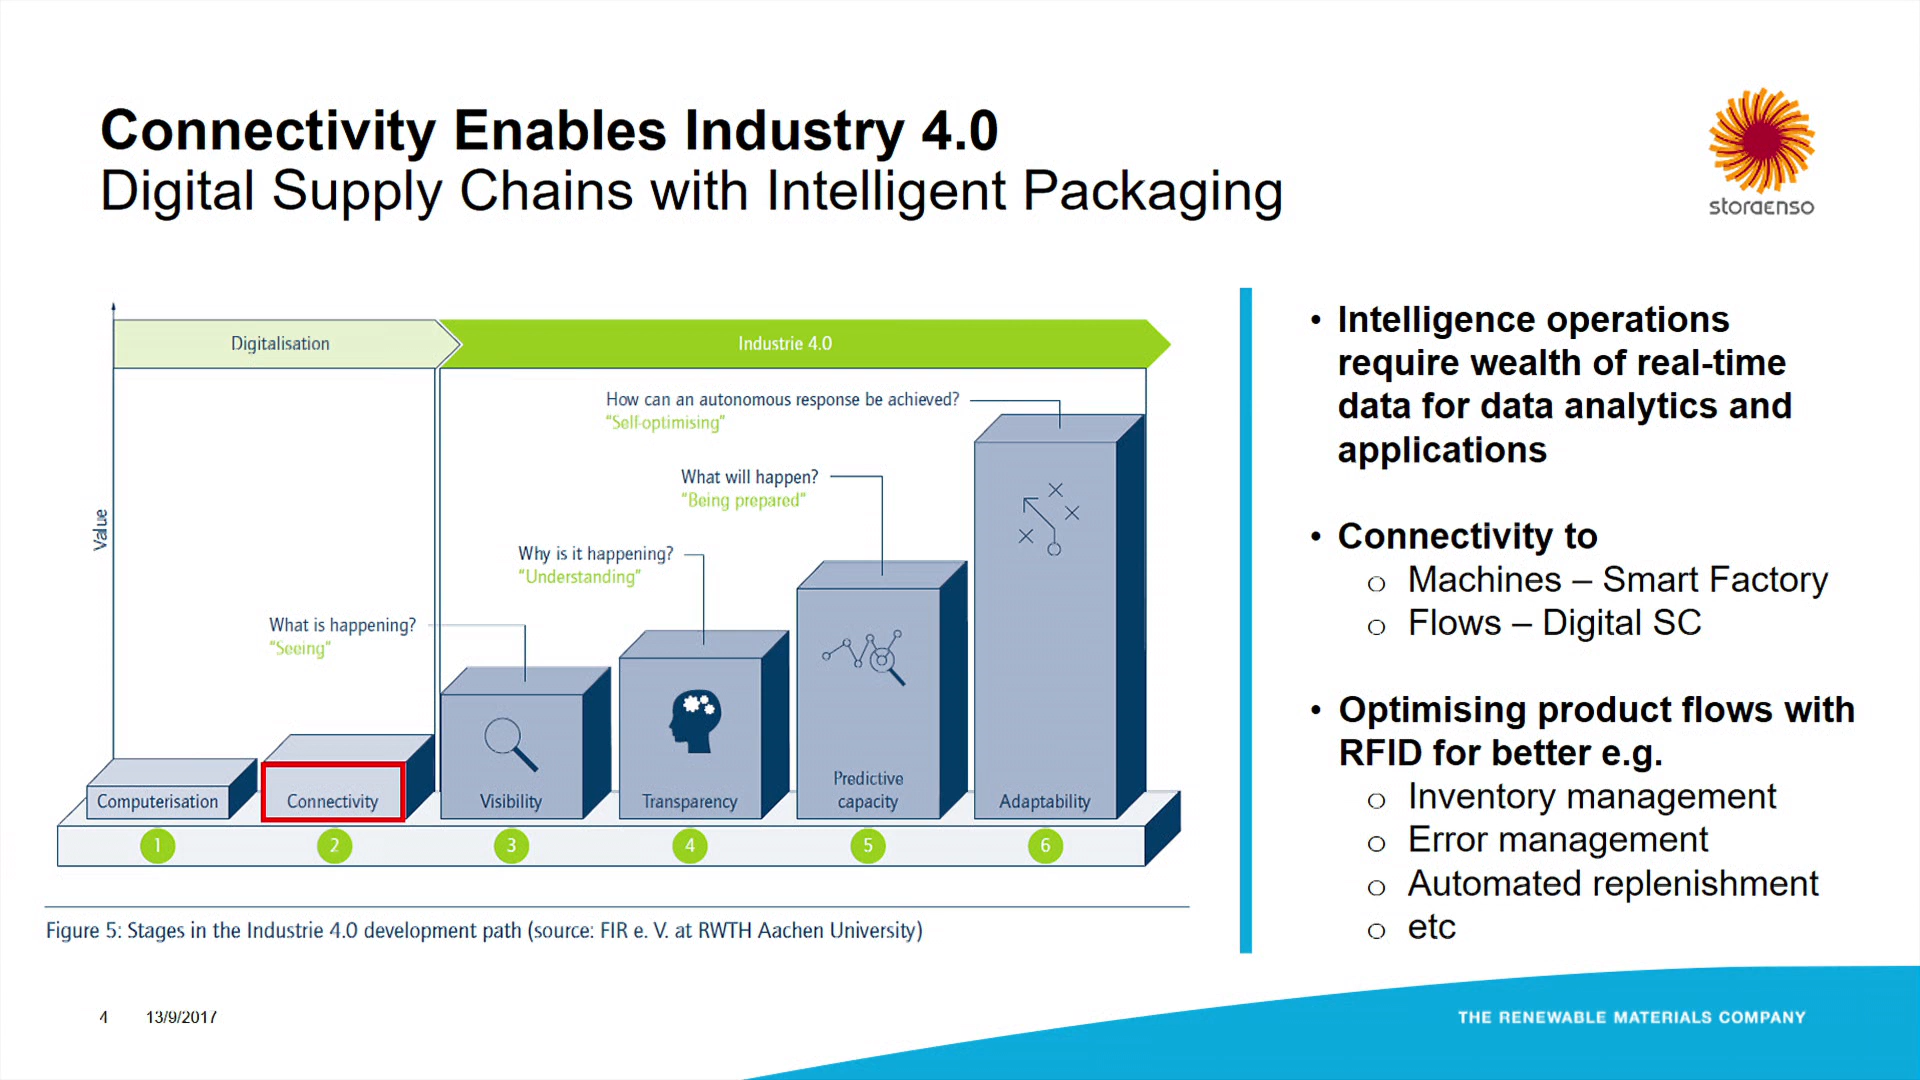 Connectivity Enables Industry 4.0
Digital Supply Chains with Intelligent Packaging
storaenso
Digitalisation
Industrie 4.0
Value
How can an autonomous response be achieved?
"Self-optimising"
What will happen?
"Being prepared"
Why is it happening?
"Understanding"
What is happening?
"Seeing"
Computerisation
Connectivity
Visibility
Transparency
Predictive
capacity
Adaptability
1
2
3
4
5
6
Figure 5: Stages in the Industrie 4.0 development path (source: FIR e. V. at RWTH Aachen University)
• Intelligence operations
require wealth of real-time
data for data analytics and
applications
• Connectivity to
o Machines – Smart Factory
o Flows – Digital SC
• Optimising product flows with
RFID for better e.g.
o Inventory management
o Error management
o Automated replenishment
o etc
4 13/9/2017
THE RENEWABLE MATERIALS COMPANY